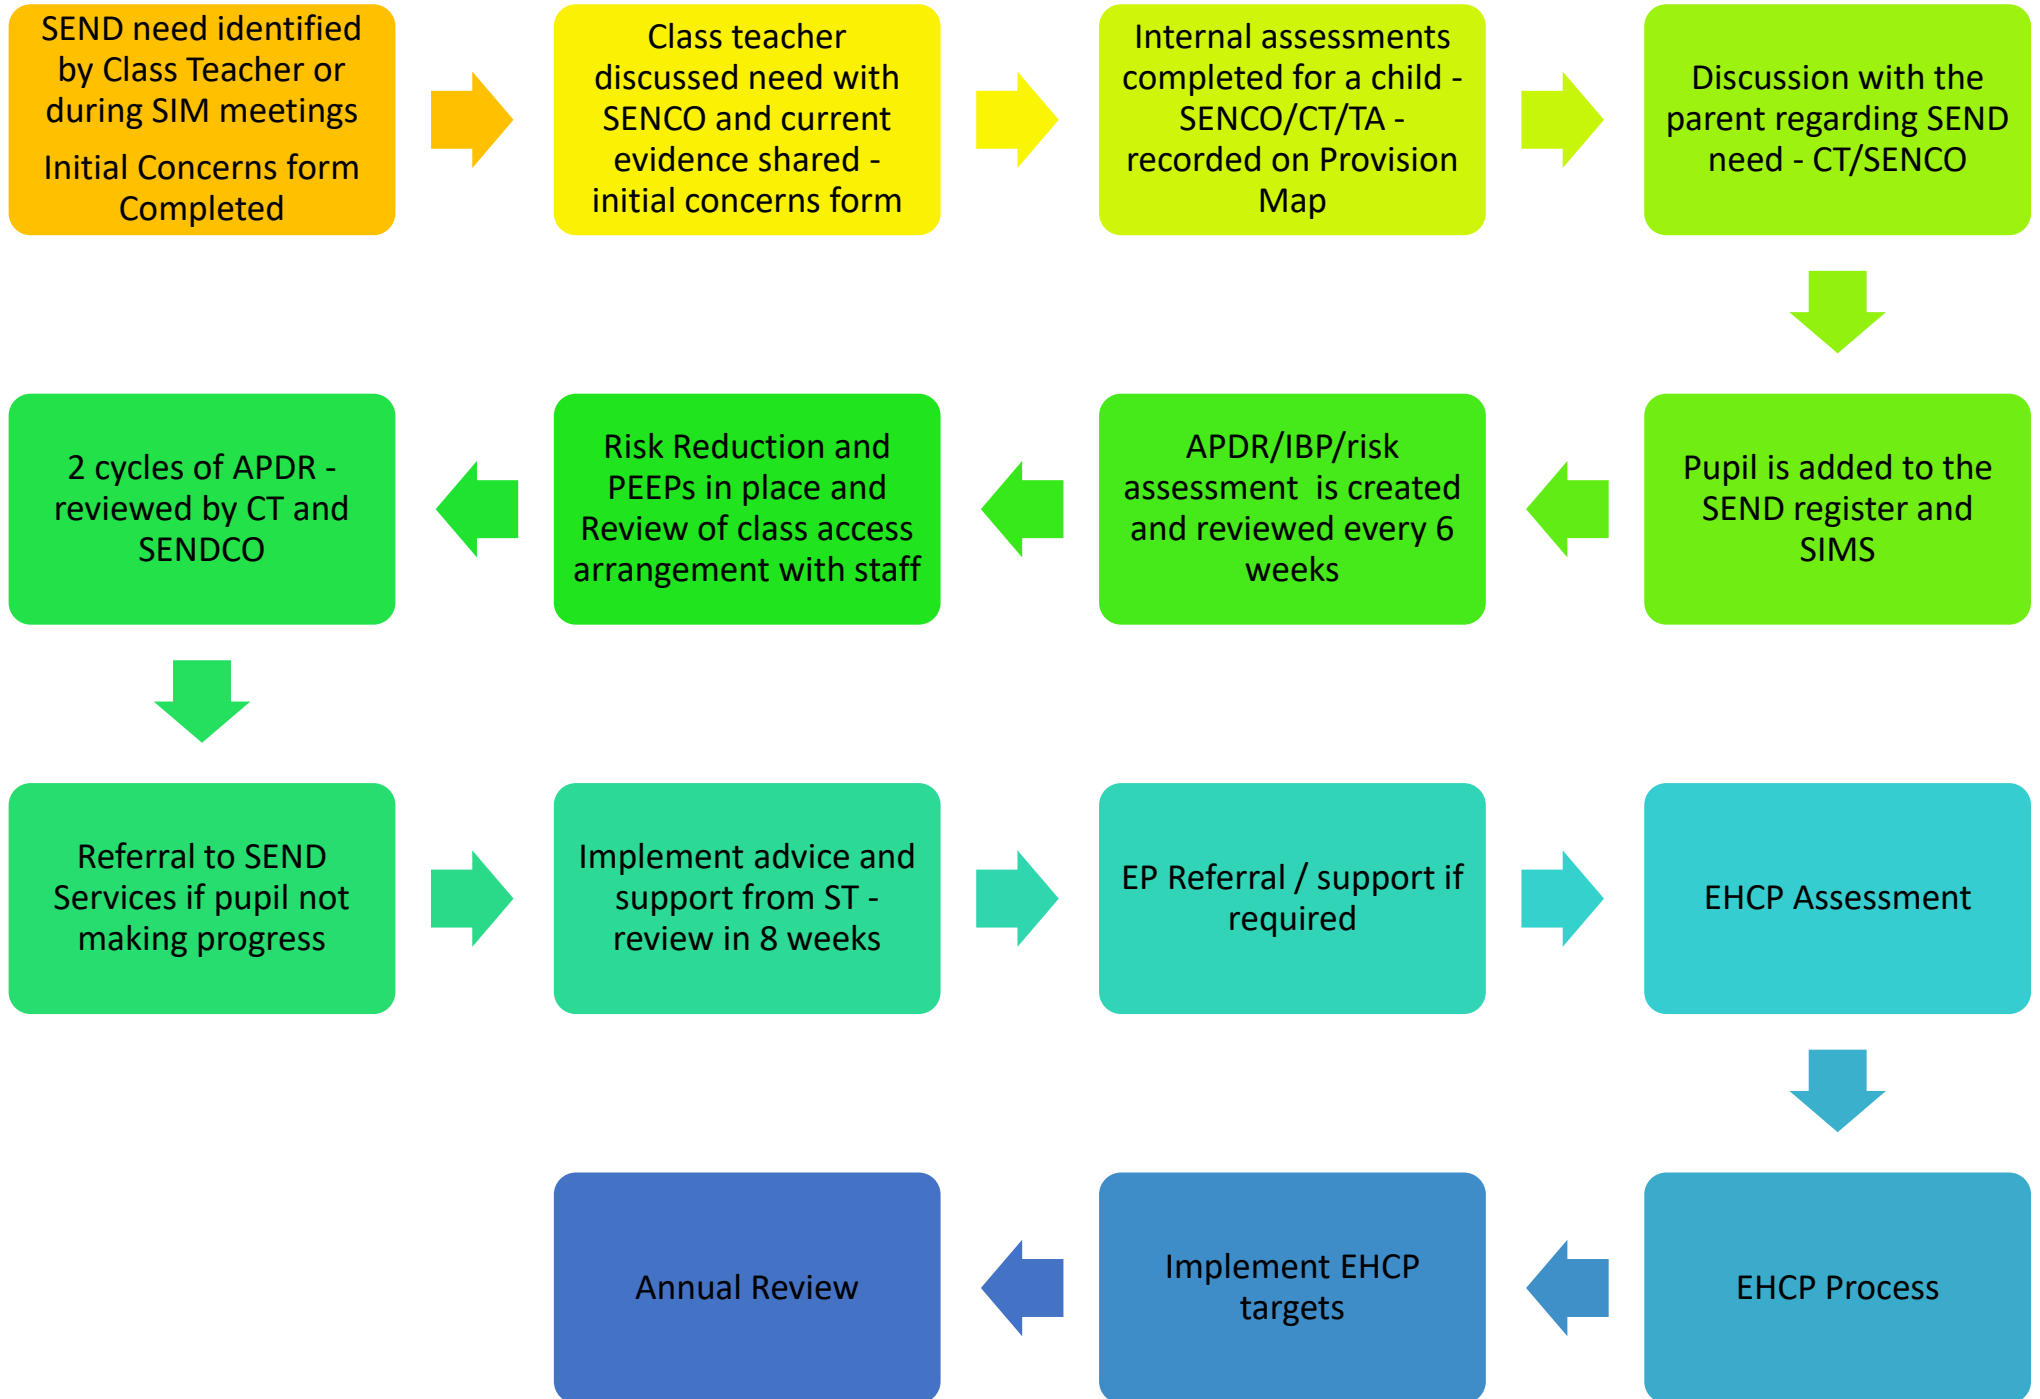 SEND need identified
by Class Teacher or
during SIM meetings
Initial Concerns form
Completed
Class teacher
discussed need with
SENCO and current
evidence shared -
initial concerns form
Internal assessments
completed for a child -
SENCO/CT/TA -
recorded on Provision
Map
Discussion with the
parent regarding SEND
need - CT/SENCO
Pupil is added to the
SEND register and
SIMS
APDR/IBP/risk
assessment is created
and reviewed every 6
weeks
Risk Reduction and
PEEPs in place and
Review of class access
arrangement with staff
2 cycles of APDR -
reviewed by CT and
SENDCO
Referral to SEND
Services if pupil not
making progress
Implement advice and
support from ST -
review in 8 weeks
EP Referral / support if
required
EHCP Assessment
EHCP Process
Implement EHCP
targets
Annual Review